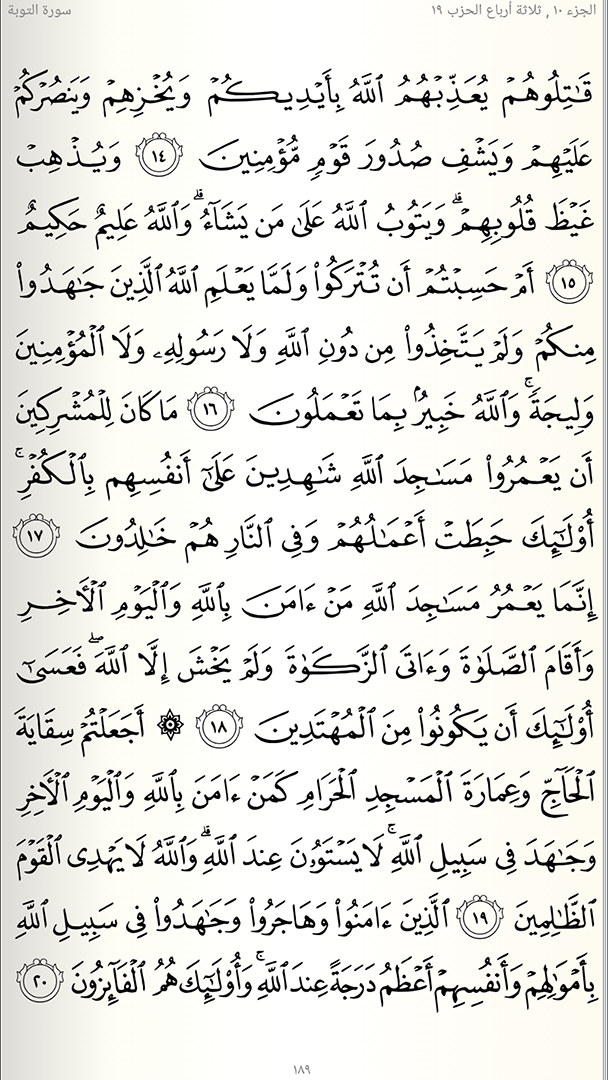 الجزء ١٠ , ثلاثة أرباع الحزب ١٩
سورة التوبة
قَٰتِلُوهُمۡ يُعَذِّبۡهُمُ ٱللَّهُ بِأَيۡدِيكُمۡ وَيُخۡزِهِمۡ وَيَنصُرۡكُمۡ
عَلَيۡهِمۡ وَيَشۡفِ صُدُورَ قَوۡمٖ مُّؤۡمِنِينَ ١٤ وَيُذۡهِبۡ
غَيۡظَ قُلُوبِهِمۡۗ وَيَتُوبُ ٱللَّهُ عَلَىٰ مَن يَشَآءُۗ وَٱللَّهُ عَلِيمٌ حَكِيمٌ
١٥ أَمۡ حَسِبۡتُمۡ أَن تُتۡرَكُواْ وَلَمَّا يَعۡلَمِ ٱللَّهُ ٱلَّذِينَ جَٰهَدُواْ
مِنكُمۡ وَلَمۡ يَتَّخِذُواْ مِن دُونِ ٱللَّهِ وَلَا رَسُولِهِۦ وَلَا ٱلۡمُؤۡمِنِينَ
وَلِيجَةٗۚ وَٱللَّهُ خَبِيرُۢ بِمَا تَعۡمَلُونَ ١٦ مَا كَانَ لِلۡمُشۡرِكِينَ
أَن يَعۡمُرُواْ مَسَٰجِدَ ٱللَّهِ شَٰهِدِينَ عَلَىٰٓ أَنفُسِهِم بِٱلۡكُفۡرِۚ
أُوْلَٰٓئِكَ حَبِطَتۡ أَعۡمَٰلُهُمۡ وَفِي ٱلنَّارِ هُمۡ خَٰلِدُونَ ١٧
إِنَّمَا يَعۡمُرُ مَسَٰجِدَ ٱللَّهِ مَنۡ ءَامَنَ بِٱللَّهِ وَٱلۡيَوۡمِ ٱلۡأٓخِرِ
وَأَقَامَ ٱلصَّلَوٰةَ وَءَاتَى ٱلزَّكَوٰةَ وَلَمۡ يَخۡشَ إِلَّا ٱللَّهَۖ فَعَسَىٰٓ
أُوْلَٰٓئِكَ أَن يَكُونُواْ مِنَ ٱلۡمُهۡتَدِينَ ١٨ ۞ أَجَعَلۡتُمۡ سِقَايَةَ
ٱلۡحَآجِّ وَعِمَارَةَ ٱلۡمَسۡجِدِ ٱلۡحَرَامِ كَمَنۡ ءَامَنَ بِٱللَّهِ وَٱلۡيَوۡمِ ٱلۡأٓخِرِ
وَجَٰهَدَ فِي سَبِيلِ ٱللَّهِۚ لَا يَسۡتَوُۥنَ عِندَ ٱللَّهِۗ وَٱللَّهُ لَا يَهۡدِي ٱلۡقَوۡمَ
ٱلظَّٰلِمِينَ ١٩ ٱلَّذِينَ ءَامَنُواْ وَهَاجَرُواْ وَجَٰهَدُواْ فِي سَبِيلِ ٱللَّهِ
بِأَمۡوَٰلِهِمۡ وَأَنفُسِهِمۡ أَعۡظَمُ دَرَجَةً عِندَ ٱللَّهِۚ وَأُوْلَٰٓئِكَ هُمُ ٱلۡفَآئِزُونَ ٢٠
١٨٩